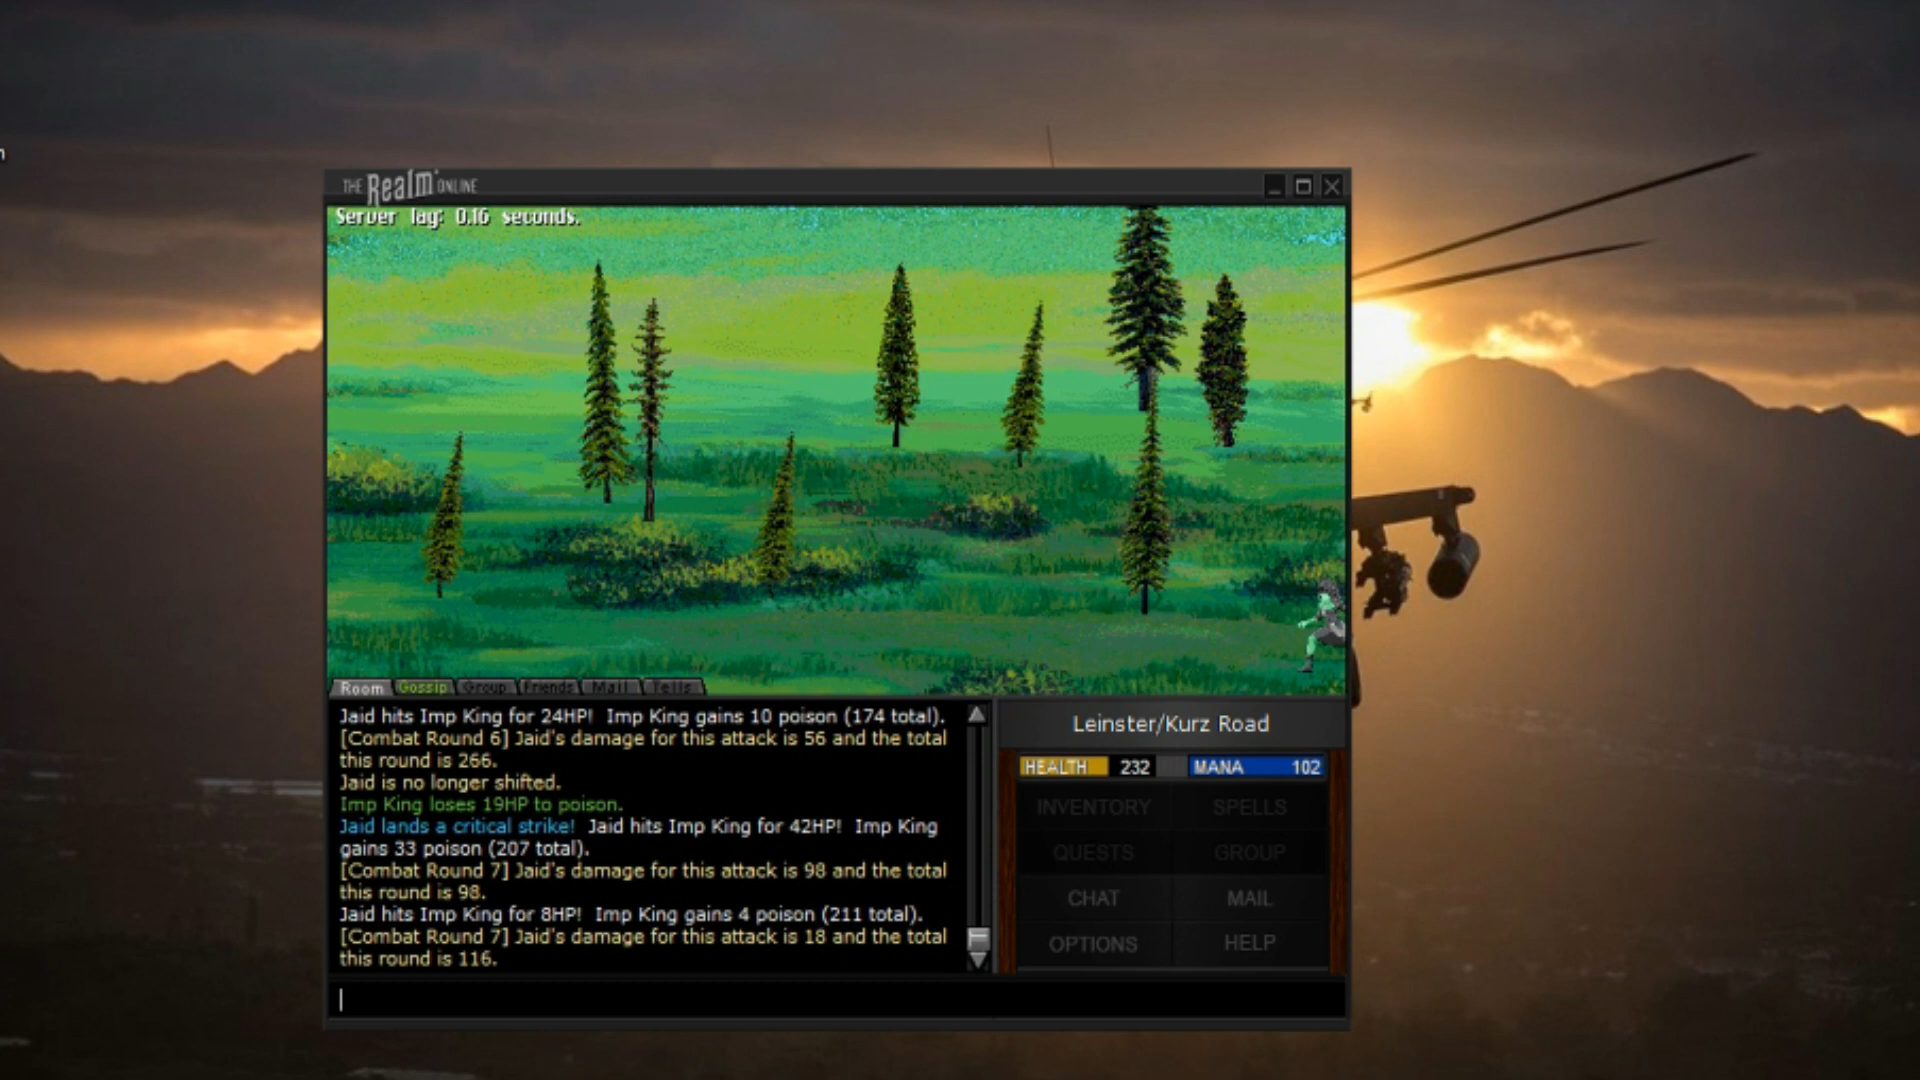 n
THE Realm ONLINE
Server lag: 0.16 seconds.
Room Gossip Group Friends Mail Tells
Jaid hits Imp King for 24HP!  Imp King gains 10 poison (174 total).
[Combat Round 6] Jaid's damage for this attack is 56 and the total
this round is 266.
Jaid is no longer shifted.
Imp King loses 19HP to poison.
Jaid lands a critical strike!  Jaid hits Imp King for 42HP!  Imp King
gains 33 poison (207 total).
[Combat Round 7] Jaid's damage for this attack is 98 and the total
this round is 98.
Jaid hits Imp King for 8HP!  Imp King gains 4 poison (211 total).
[Combat Round 7] Jaid's damage for this attack is 18 and the total
this round is 116.
Leinster/Kurz Road
HEALTH 232 MANA 102
INVENTORY SPELLS
QUESTS GROUP
CHAT MAIL
OPTIONS HELP